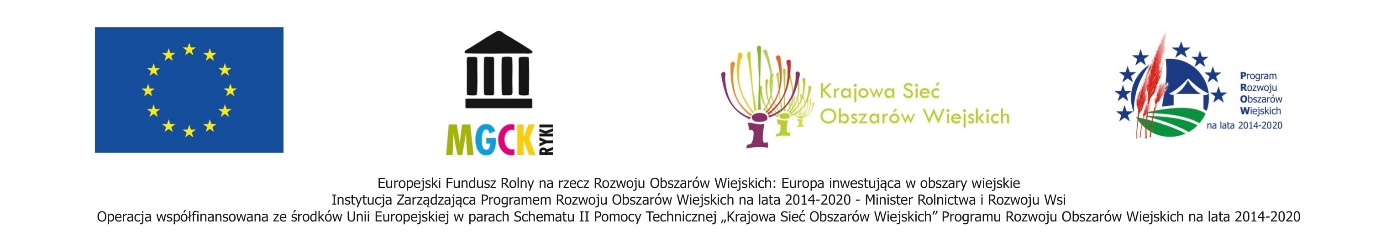 MGCK RYKI
Krajowa Sieć
Obszarów Wiejskich
Program
Rozwoju
Obszarów
Wiejskich
na lata 2014-2020
Europejski Fundusz Rolny na rzecz Rozwoju Obszarów Wiejskich: Europa inwestująca w obszary wiejskie
Instytucja Zarządzająca Programem Rozwoju Obszarów Wiejskich na lata 2014-2020 - Minister Rolnictwa i Rozwoju Wsi
Operacja współfinansowana ze środków Unii Europejskiej w parach Schematu II Pomocy Technicznej „Krajowa Sieć Obszarów Wiejskich” Programu Rozwoju Obszarów Wiejskich na lata 2014-2020